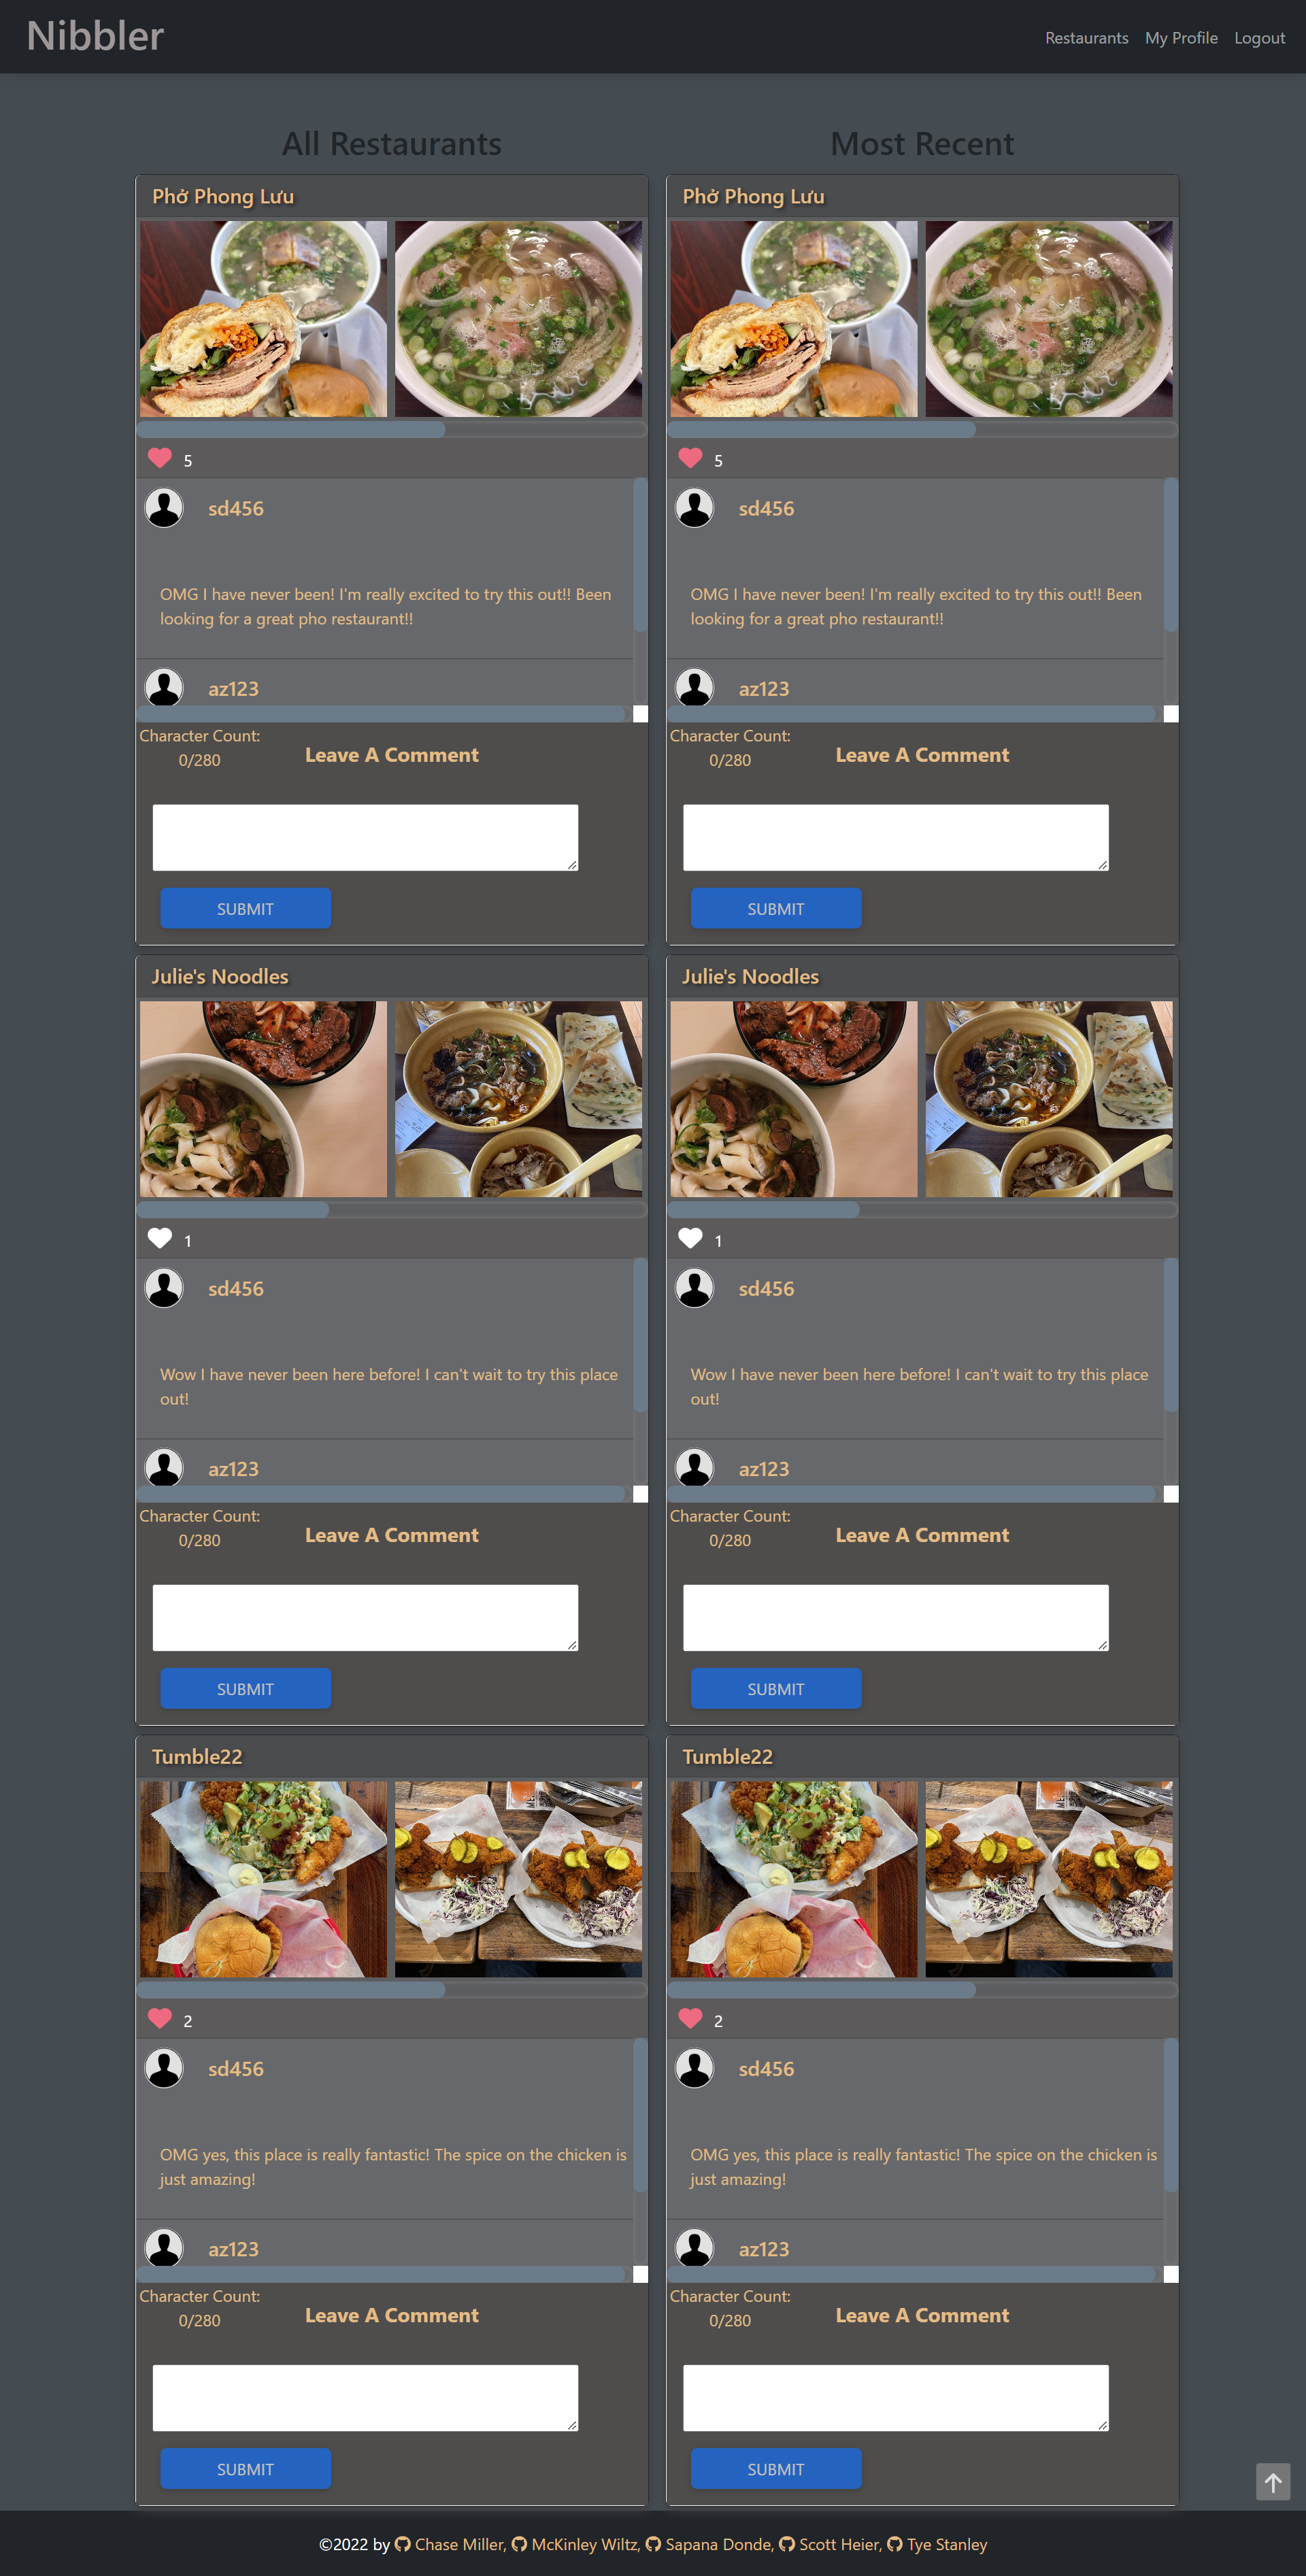 Nibbler
Restaurants My Profile Logout
All Restaurants
Phở Phong Lưu
5
sd456
OMG I have never been! I'm really excited to try this out!! Been
looking for a great pho restaurant!!
az123
Character Count:
0/280
Leave A Comment
SUBMIT
Julie's Noodles
1
sd456
Wow I have never been here before! I can't wait to try this place
out!
az123
Character Count:
0/280
Leave A Comment
SUBMIT
Tumble22
2
sd456
OMG yes, this place is really fantastic! The spice on the chicken is
just amazing!
az123
Character Count:
0/280
Leave A Comment
SUBMIT
Most Recent
Phở Phong Lưu
5
sd456
OMG I have never been! I'm really excited to try this out!! Been
looking for a great pho restaurant!!
az123
Character Count:
0/280
Leave A Comment
SUBMIT
Julie's Noodles
1
sd456
Wow I have never been here before! I can't wait to try this place
out!
az123
Character Count:
0/280
Leave A Comment
SUBMIT
Tumble22
2
sd456
OMG yes, this place is really fantastic! The spice on the chicken is
just amazing!
az123
Character Count:
0/280
Leave A Comment
SUBMIT
©2022 by Chase Miller, McKinley Wiltz, Sapana Donde, Scott Heier, Tye Stanley